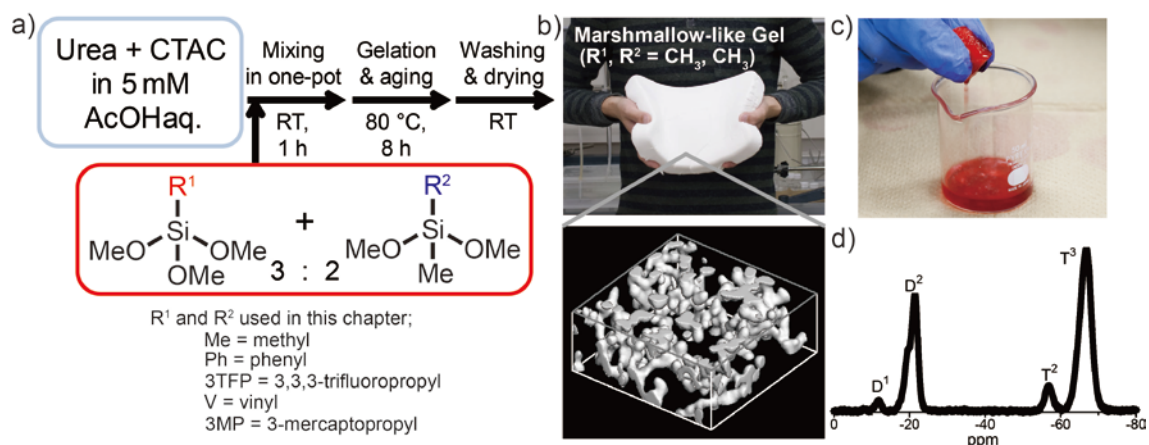 a)
Urea + CTAC
in 5 mM
AcOHaq.
Mixing
in one-pot
RT,
1 h
Gelation
& aging
80 °C,
8 h
Washing
& drying
RT
R¹
Si
MeO
OMe
OMe
+
3 : 2
R²
Si
MeO
OMe
Me
R¹ and R² used in this chapter;
Me = methyl
Ph = phenyl
3TFP = 3,3,3-trifluoropropyl
V = vinyl
3MP = 3-mercaptopropyl
b)
Marshmallow-like Gel
(R¹, R² = CH₃, CH₃)
c)
d)
D¹
D²
T²
T³
0 -20 -40 -60 -80
ppm